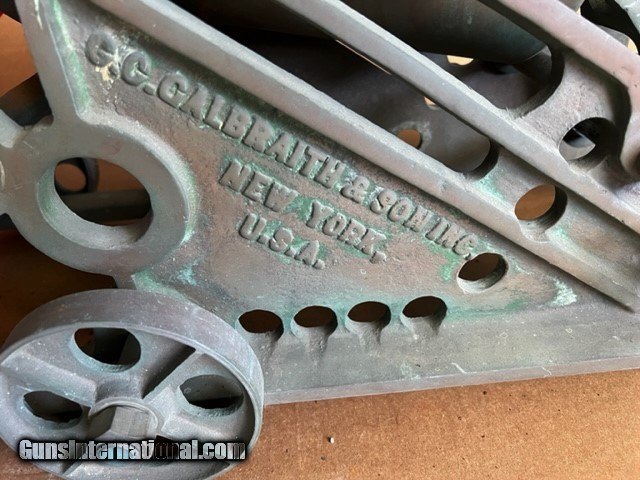 C.C. GALBRAITH & SON INC.
NEW YORK,
U.S.A.
GunsInternational.com